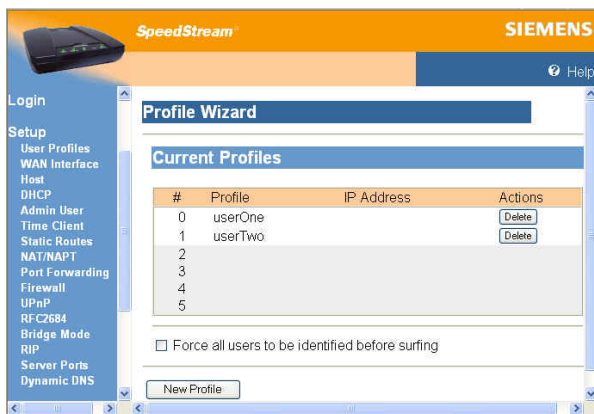 SpeedStream®
SIEMENS
Help
Login
Setup
User Profiles
WAN Interface
Host
DHCP
Admin User
Time Client
Static Routes
NAT/NAPT
Port Forwarding
Firewall
UPnP
RFC2684
Bridge Mode
RIP
Server Ports
Dynamic DNS
Profile Wizard
Current Profiles
# Profile IP Address Actions
0 userOne Delete
1 userTwo Delete
2
3
4
5
Force all users to be identified before surfing
New Profile